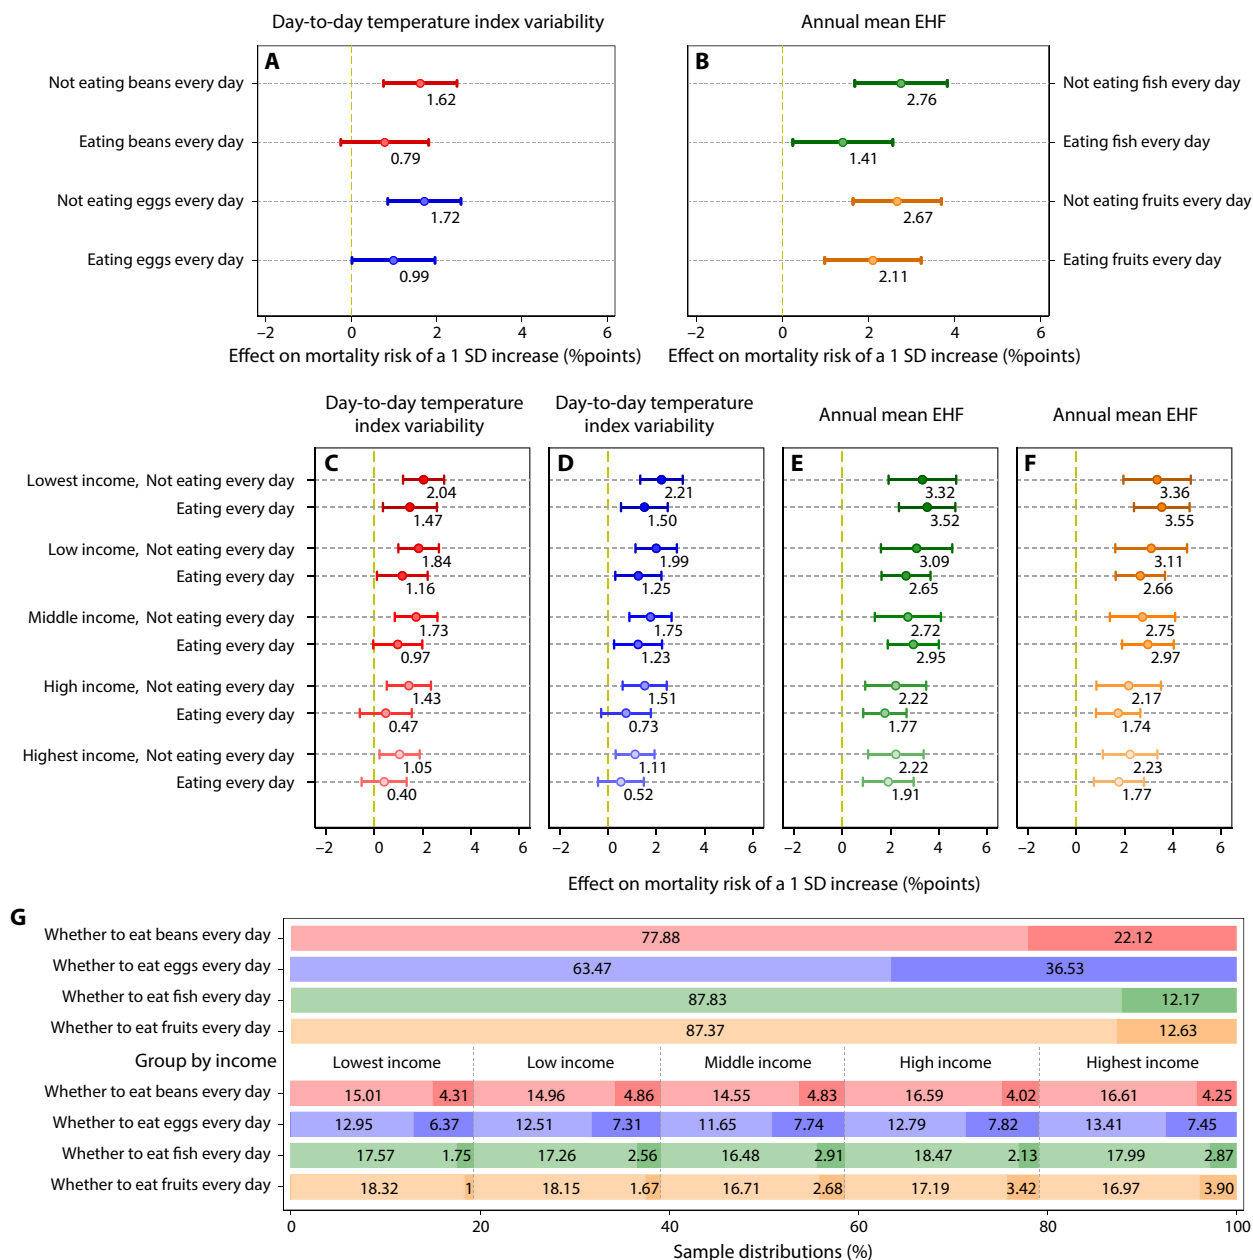 Day-to-day temperature index variability
Annual mean EHF
A
B
Not eating beans every day
1.62
2.76
Not eating fish every day
Eating beans every day
0.79
1.41
Eating fish every day
Not eating eggs every day
1.72
2.67
Not eating fruits every day
Eating eggs every day
0.99
2.11
Eating fruits every day
−2 0 2 4 6
−2 0 2 4 6
Effect on mortality risk of a 1 SD increase (%points)
Effect on mortality risk of a 1 SD increase (%points)
Day-to-day temperature
index variability
Day-to-day temperature
index variability
Annual mean EHF
Annual mean EHF
C
D
E
F
Lowest income, Not eating every day
2.04 2.21 3.32 3.36
Eating every day
1.47 1.50 3.52 3.55
Low income, Not eating every day
1.84 1.99 3.09 3.11
Eating every day
1.16 1.25 2.65 2.66
Middle income, Not eating every day
1.73 1.75 2.72 2.75
Eating every day
0.97 1.23 2.95 2.97
High income, Not eating every day
1.43 1.51 2.22 2.17
Eating every day
0.47 0.73 1.77 1.74
Highest income, Not eating every day
1.05 1.11 2.22 2.23
Eating every day
0.40 0.52 1.91 1.77
−2 0 2 4 6
−2 0 2 4 6
−2 0 2 4 6
−2 0 2 4 6
Effect on mortality risk of a 1 SD increase (%points)
G
Whether to eat beans every day 77.88 22.12
Whether to eat eggs every day 63.47 36.53
Whether to eat fish every day 87.83 12.17
Whether to eat fruits every day 87.37 12.63
Group by income Lowest income Low income Middle income High income Highest income
Whether to eat beans every day 15.01 4.31 14.96 4.86 14.55 4.83 16.59 4.02 16.61 4.25
Whether to eat eggs every day 12.95 6.37 12.51 7.31 11.65 7.74 12.79 7.82 13.41 7.45
Whether to eat fish every day 17.57 1.75 17.26 2.56 16.48 2.91 18.47 2.13 17.99 2.87
Whether to eat fruits every day 18.32 1 18.15 1.67 16.71 2.68 17.19 3.42 16.97 3.90
0 20 40 60 80 100
Sample distributions (%)